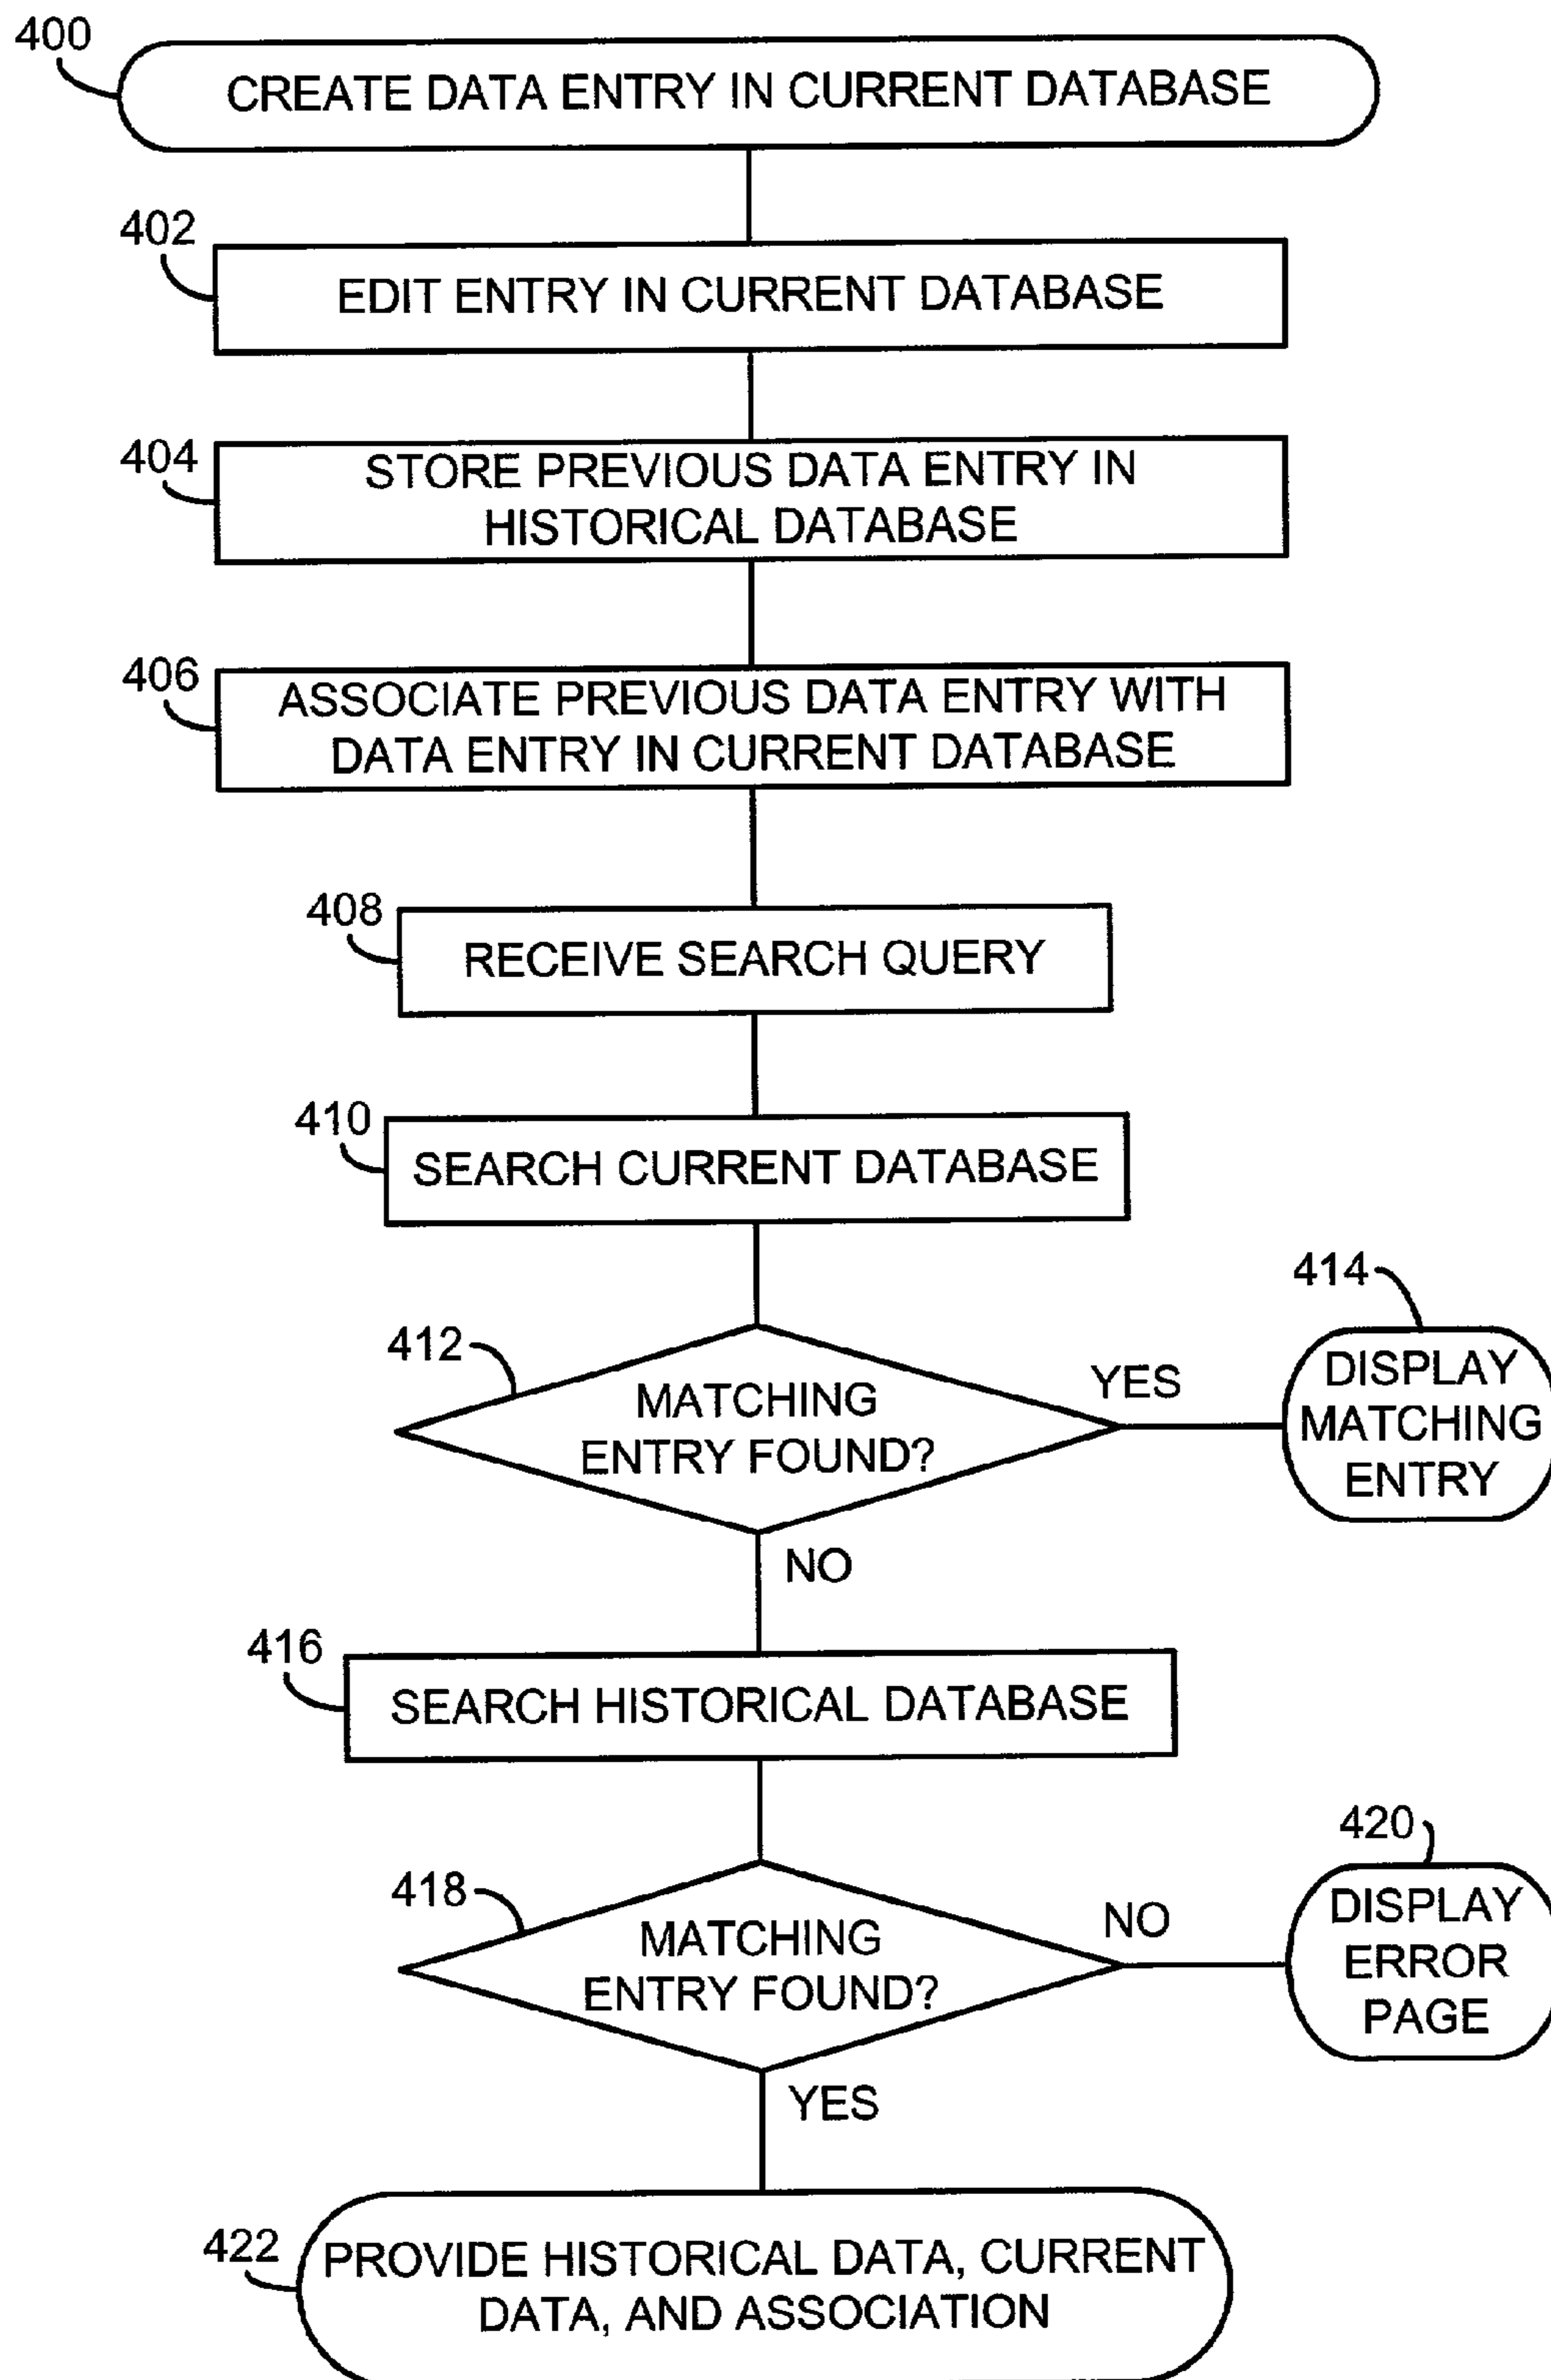 400
CREATE DATA ENTRY IN CURRENT DATABASE
402
EDIT ENTRY IN CURRENT DATABASE
404
STORE PREVIOUS DATA ENTRY IN
HISTORICAL DATABASE
406
ASSOCIATE PREVIOUS DATA ENTRY WITH
DATA ENTRY IN CURRENT DATABASE
408
RECEIVE SEARCH QUERY
410
SEARCH CURRENT DATABASE
412
MATCHING
ENTRY FOUND?
YES
414
DISPLAY
MATCHING
ENTRY
NO
416
SEARCH HISTORICAL DATABASE
418
MATCHING
ENTRY FOUND?
NO
420
DISPLAY
ERROR
PAGE
YES
422
PROVIDE HISTORICAL DATA, CURRENT
DATA, AND ASSOCIATION